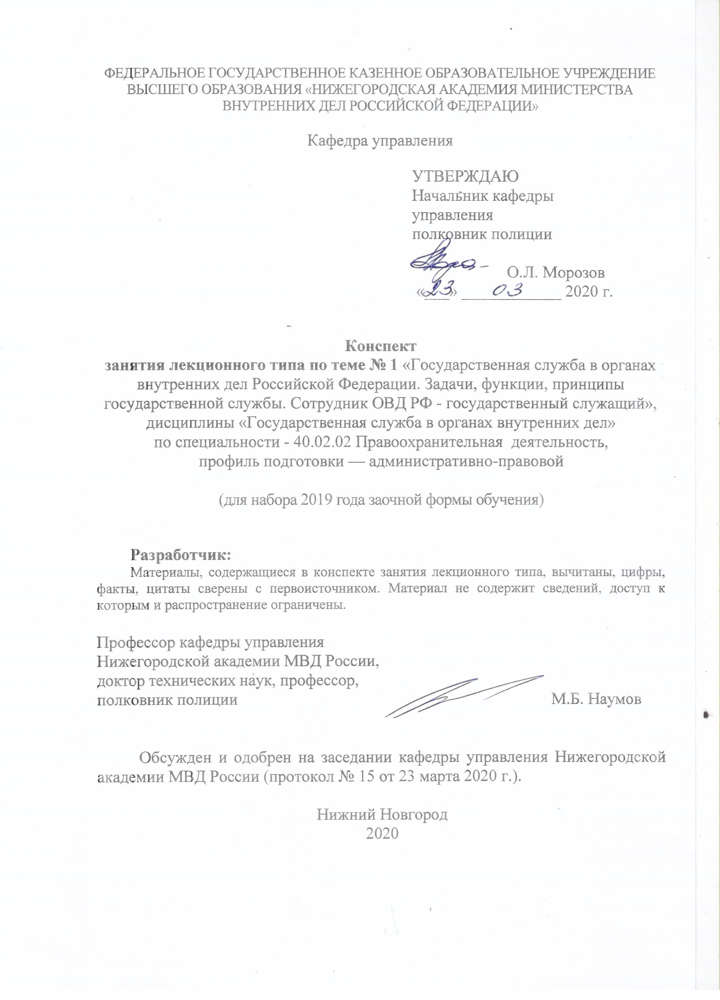 ФЕДЕРАЛЬНОЕ ГОСУДАРСТВЕННОЕ КАЗЕННОЕ ОБРАЗОВАТЕЛЬНОЕ УЧРЕЖДЕНИЕ
ВЫСШЕГО ОБРАЗОВАНИЯ «НИЖЕГОРОДСКАЯ АКАДЕМИЯ МИНИСТЕРСТВА
ВНУТРЕННИХ ДЕЛ РОССИЙСКОЙ ФЕДЕРАЦИИ»
Кафедра управления
УТВЕРЖДАЮ
Начальник кафедры
управления
полковник полиции
О.Л. Морозов
«23» 03 2020 г.
Конспект
занятия лекционного типа по теме № 1 «Государственная служба в органах
внутренних дел Российской Федерации. Задачи, функции, принципы
государственной службы. Сотрудник ОВД РФ - государственный служащий»,
дисциплины «Государственная служба в органах внутренних дел»
по специальности - 40.02.02 Правоохранительная деятельность,
профиль подготовки — административно-правовой
(для набора 2019 года заочной формы обучения)
Разработчик:
Материалы, содержащиеся в конспекте занятия лекционного типа, вычитаны, цифры,
факты, цитаты сверены с первоисточником. Материал не содержит сведений, доступ к
которым и распространение ограничены.
Профессор кафедры управления
Нижегородской академии МВД России,
доктор технических наук, профессор,
полковник полиции М.Б. Наумов
Обсужден и одобрен на заседании кафедры управления Нижегородской
академии МВД России (протокол № 15 от 23 марта 2020 г.).
Нижний Новгород
2020